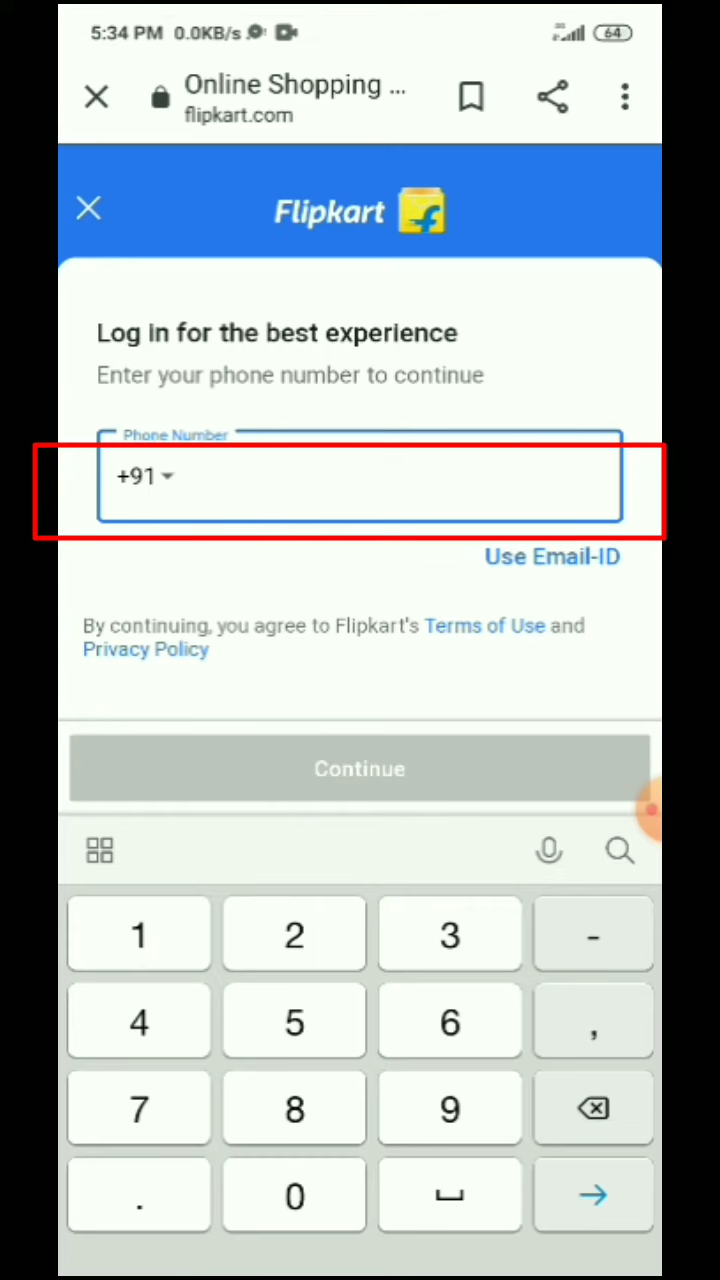 5:34 PM 0.0KB/s 64
Online Shopping ...
flipkart.com
Flipkart
Log in for the best experience
Enter your phone number to continue
Phone Number
+91
Use Email-ID
By continuing, you agree to Flipkart's Terms of Use and
Privacy Policy
Continue
1 2 3 -
4 5 6 ,
7 8 9
. 0